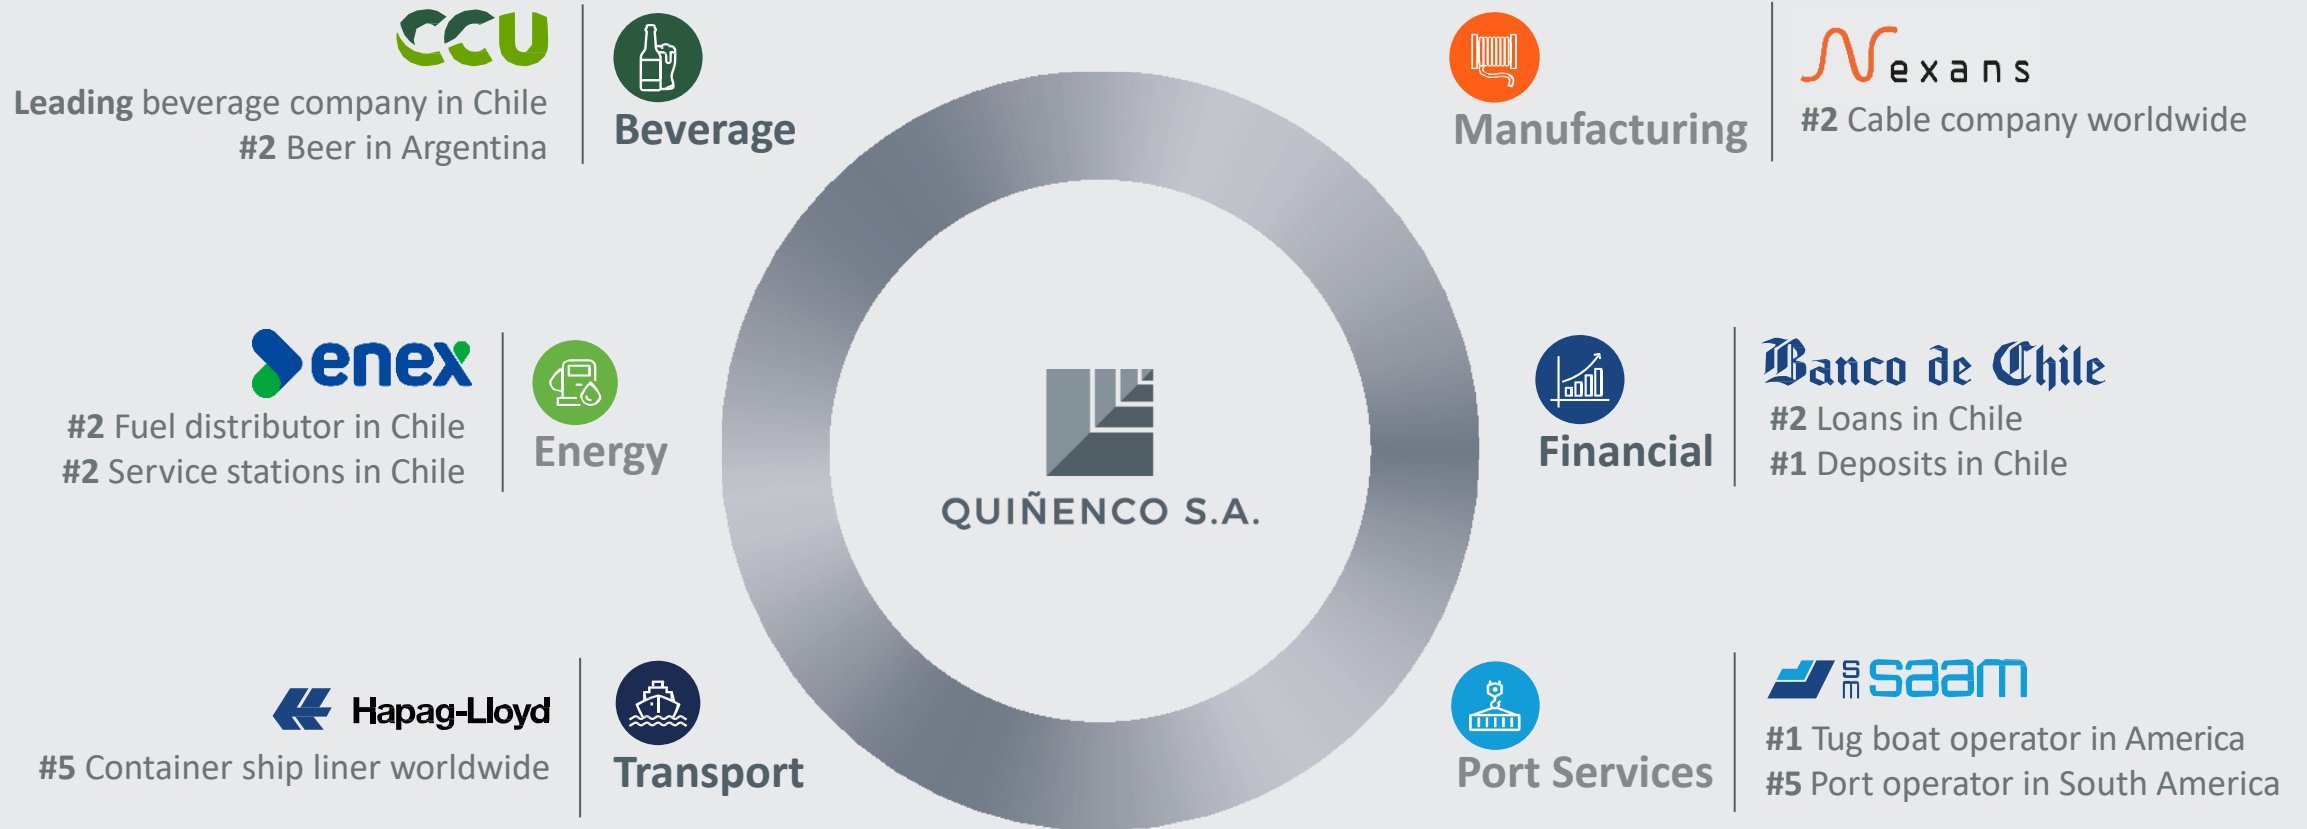 CCU
Leading beverage company in Chile
#2 Beer in Argentina
Beverage
Manufacturing
Nexans
#2 Cable company worldwide
enex
#2 Fuel distributor in Chile
#2 Service stations in Chile
Energy
QUIÑENCO S.A.
Financial
Banco de Chile
#2 Loans in Chile
#1 Deposits in Chile
Hapag-Lloyd
#5 Container ship liner worldwide
Transport
Port Services
sm saam
#1 Tug boat operator in America
#5 Port operator in South America